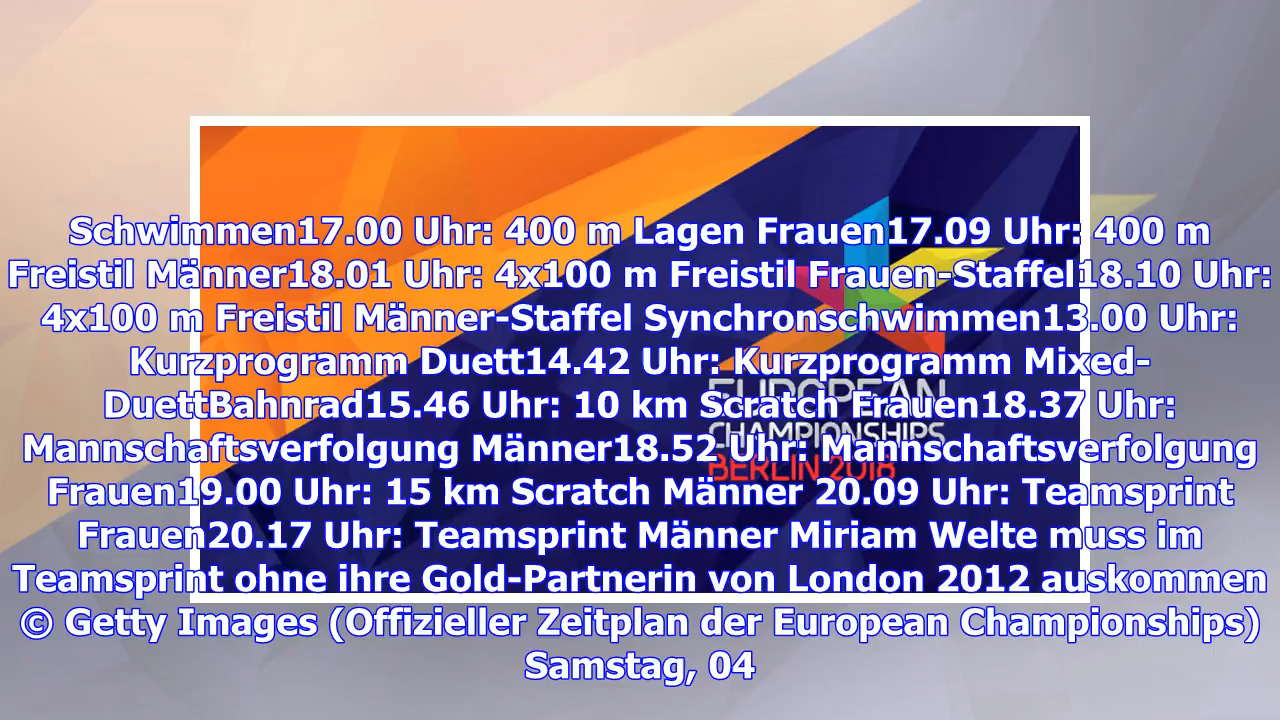 Schwimmen17.00 Uhr: 400 m Lagen Frauen17.09 Uhr: 400 m
Freistil Männer18.01 Uhr: 4x100 m Freistil Frauen-Staffel18.10 Uhr:
4x100 m Freistil Männer-Staffel Synchronschwimmen13.00 Uhr:
Kurzprogramm Duett14.42 Uhr: Kurzprogramm Mixed-
DuettBahnrad15.46 Uhr: 10 km Scratch Frauen18.37 Uhr:
Mannschaftsverfolgung Männer18.52 Uhr: Mannschaftsverfolgung
Frauen19.00 Uhr: 15 km Scratch Männer 20.09 Uhr: Teamsprint
Frauen20.17 Uhr: Teamsprint Männer Miriam Welte muss im
Teamsprint ohne ihre Gold-Partnerin von London 2012 auskommen
© Getty Images (Offizieller Zeitplan der European Championships)
Samstag, 04
EUROPEAN
CHAMPIONSHIPS
BERLIN 2018